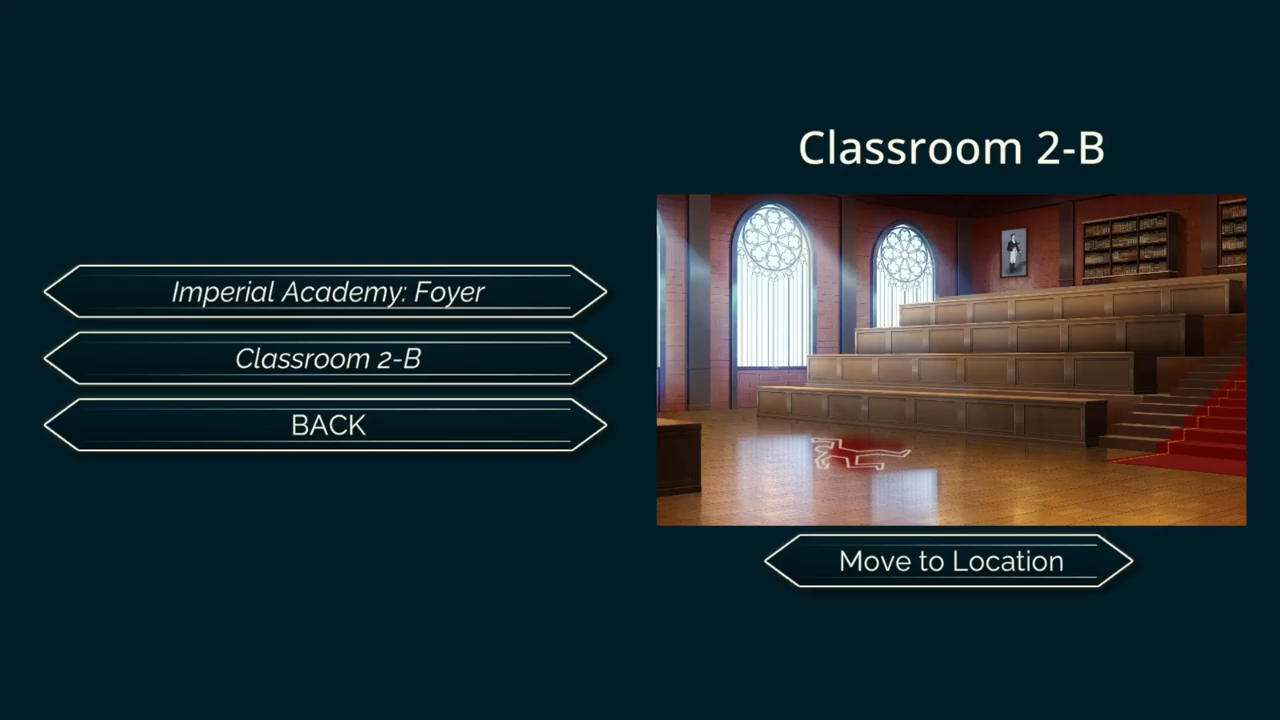 Classroom 2-B
Imperial Academy: Foyer
Classroom 2-B
BACK
Move to Location